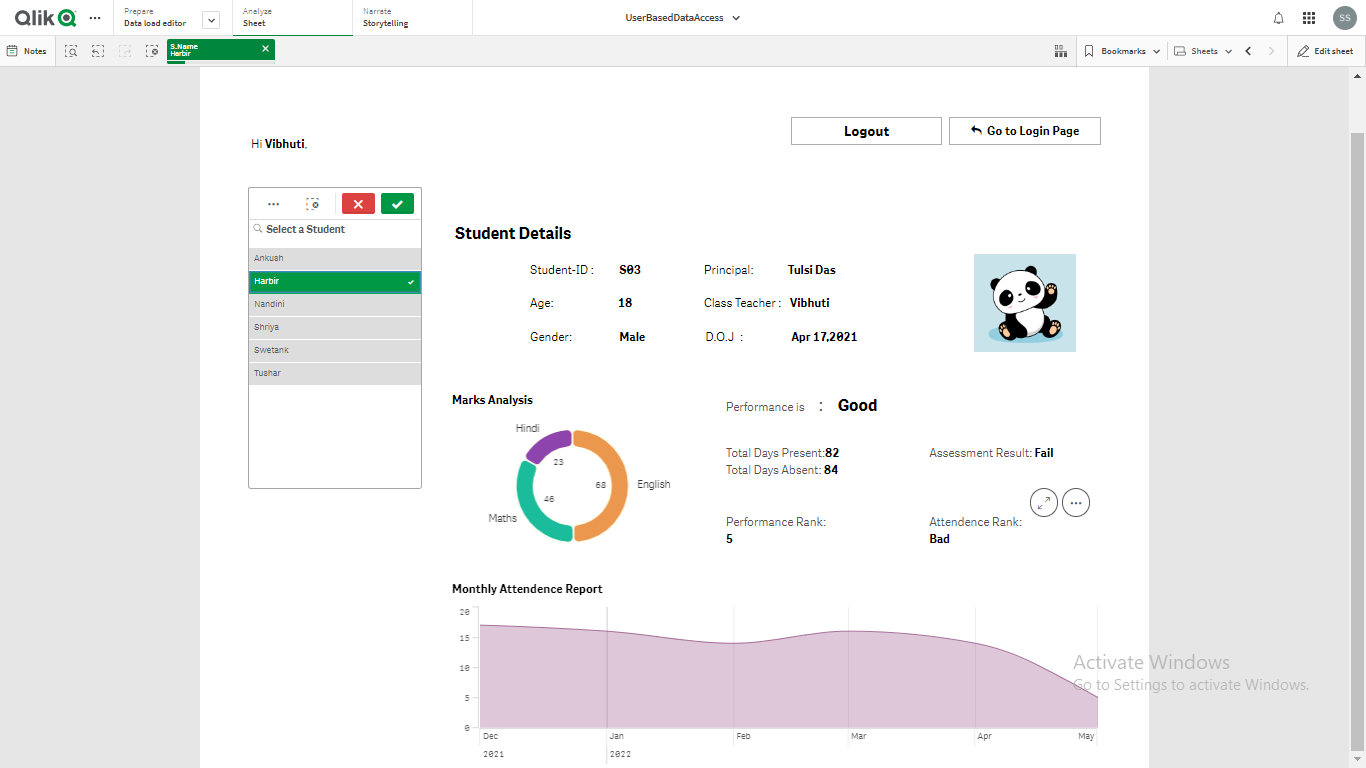 Qlik
Prepare
Data load editor
Analyze
Sheet
Narrate
Storytelling
UserBasedDataAccess
SS
Notes
S.Name
Harbir
Bookmarks
Sheets
Edit sheet
Hi Vibhuti.
Logout
Go to Login Page
Select a Student
Ankush
Harbir
Nandini
Shriya
Swetank
Tushar
Student Details
Student-ID : S03 Principal: Tulsi Das
Age: 18 Class Teacher : Vibhuti
Gender: Male D.O.J : Apr 17,2021
Marks Analysis
Performance is : Good
Hindi
23
68
English
46
Maths
Total Days Present:82
Total Days Absent: 84
Assessment Result: Fail
Performance Rank:
5
Attendence Rank:
Bad
Monthly Attendence Report
20
15
10
5
0
Dec Jan Feb Mar Apr May
2021 2022
Activate Windows
Go to Settings to activate Windows.